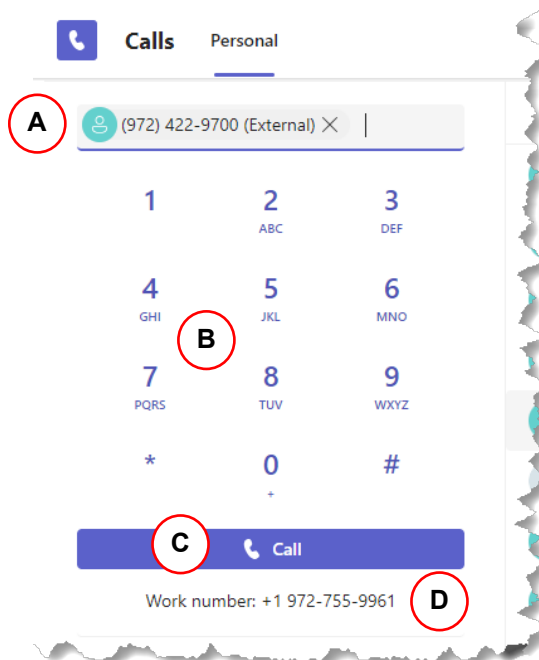 Calls Personal
A (972) 422-9700 (External)
1 2 3
ABC DEF
4 5 6
GHI JKL MNO
B
7 8 9
PQRS TUV WXYZ
* 0 #
+
C Call
Work number: +1 972-755-9961 D